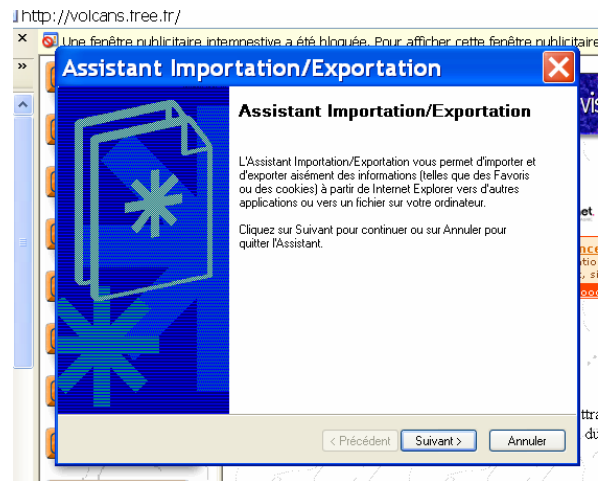 http://volcans.free.fr/
Une fenêtre publicitaire intempestive a été bloquée. Pour afficher cette fenêtre publicitaire
Assistant Importation/Exportation
Assistant Importation/Exportation
L'Assistant Importation/Exportation vous permet d'importer et
d'exporter aisément des informations (telles que des Favoris
ou des cookies) à partir de Internet Explorer vers d'autres
applications ou vers un fichier sur votre ordinateur.
Cliquez sur Suivant pour continuer ou sur Annuler pour
quitter l'Assistant.
< Précédent Suivant > Annuler